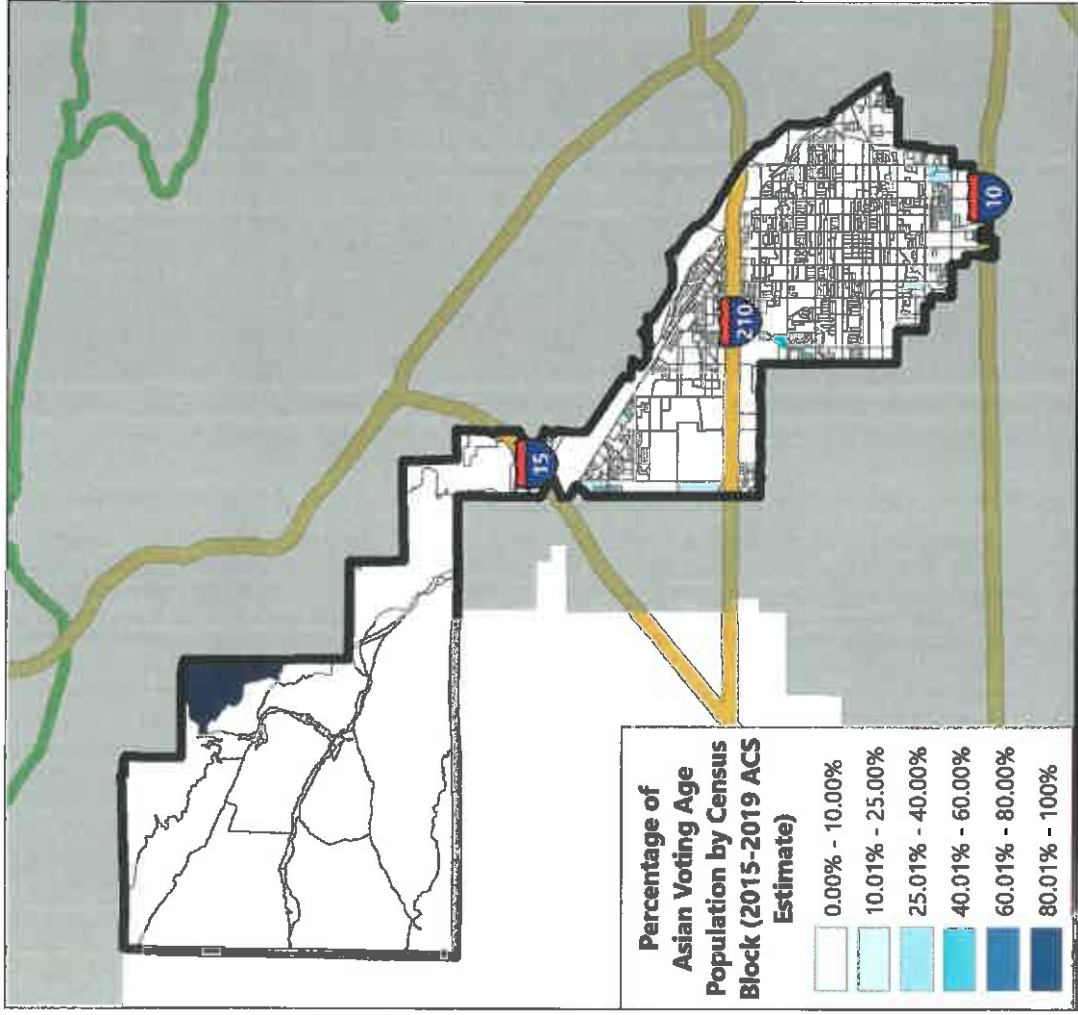 15
210
10
Percentage of
Asian Voting Age
Population by Census
Block (2015-2019 ACS
Estimate)
0.00% - 10.00%
10.01% - 25.00%
25.01% - 40.00%
40.01% - 60.00%
60.01% - 80.00%
80.01% - 100%